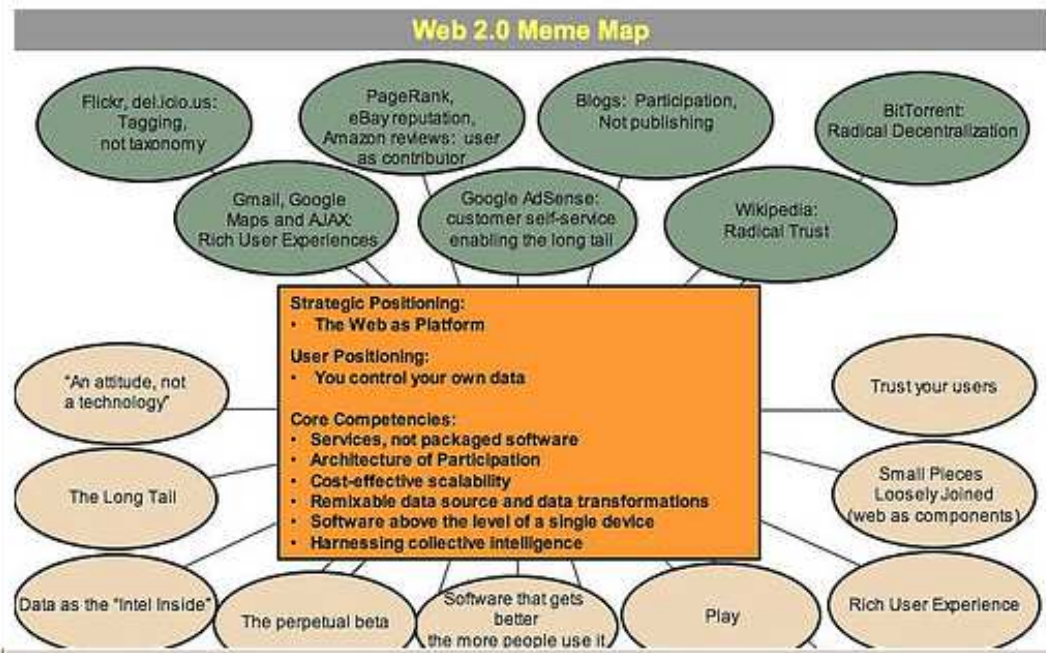 Web 2.0 Meme Map
Flickr, del.icio.us:
Tagging,
not taxonomy
PageRank,
eBay reputation,
Amazon reviews: user
as contributor
Blogs: Participation,
Not publishing
BitTorrent:
Radical Decentralization
Gmail, Google
Maps and AJAX:
Rich User Experiences
Google AdSense:
customer self-service
enabling the long tail
Wikipedia:
Radical Trust
Strategic Positioning:
• The Web as Platform
User Positioning:
• You control your own data
Core Competencies:
• Services, not packaged software
• Architecture of Participation
• Cost-effective scalability
• Remixable data source and data transformations
• Software above the level of a single device
• Harnessing collective intelligence
"An attitude, not
a technology"
Trust your users
The Long Tail
Small Pieces
Loosely Joined
(web as components)
Data as the "Intel Inside"
The perpetual beta
Software that gets
better
the more people use it
Play
Rich User Experience